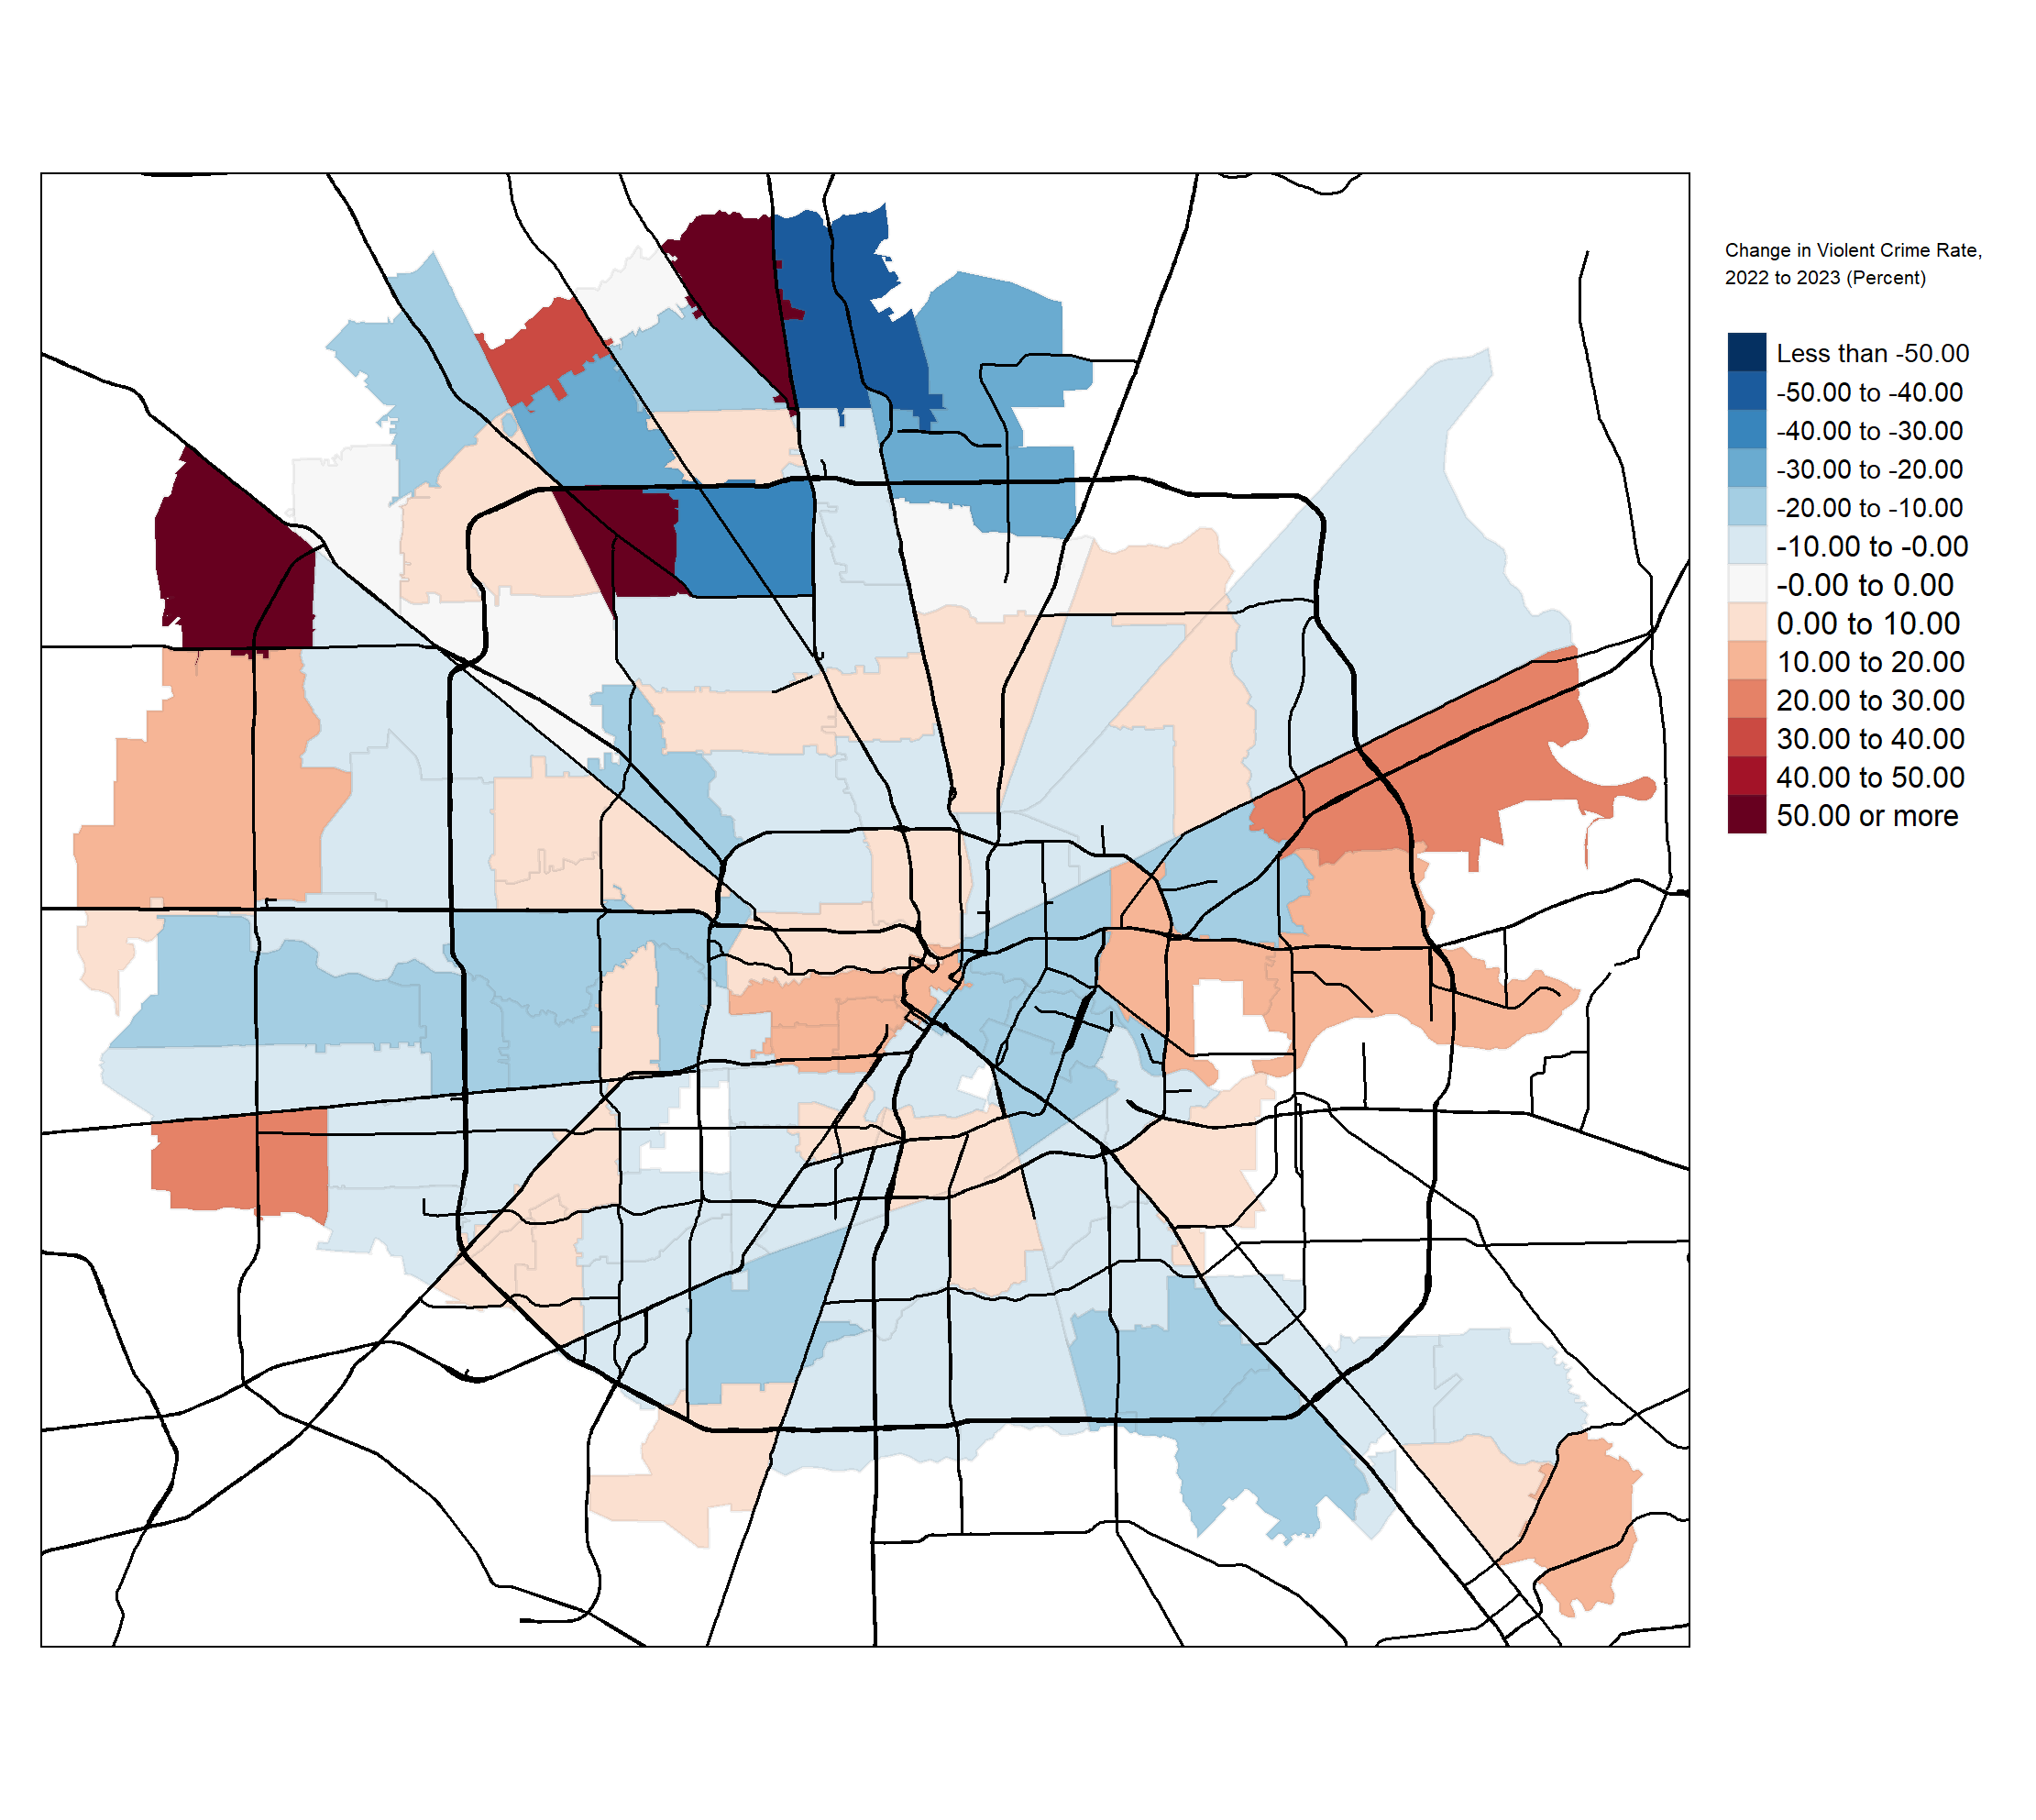 Change in Violent Crime Rate,
2022 to 2023 (Percent)
Less than -50.00
-50.00 to -40.00
-40.00 to -30.00
-30.00 to -20.00
-20.00 to -10.00
-10.00 to -0.00
-0.00 to 0.00
0.00 to 10.00
10.00 to 20.00
20.00 to 30.00
30.00 to 40.00
40.00 to 50.00
50.00 or more